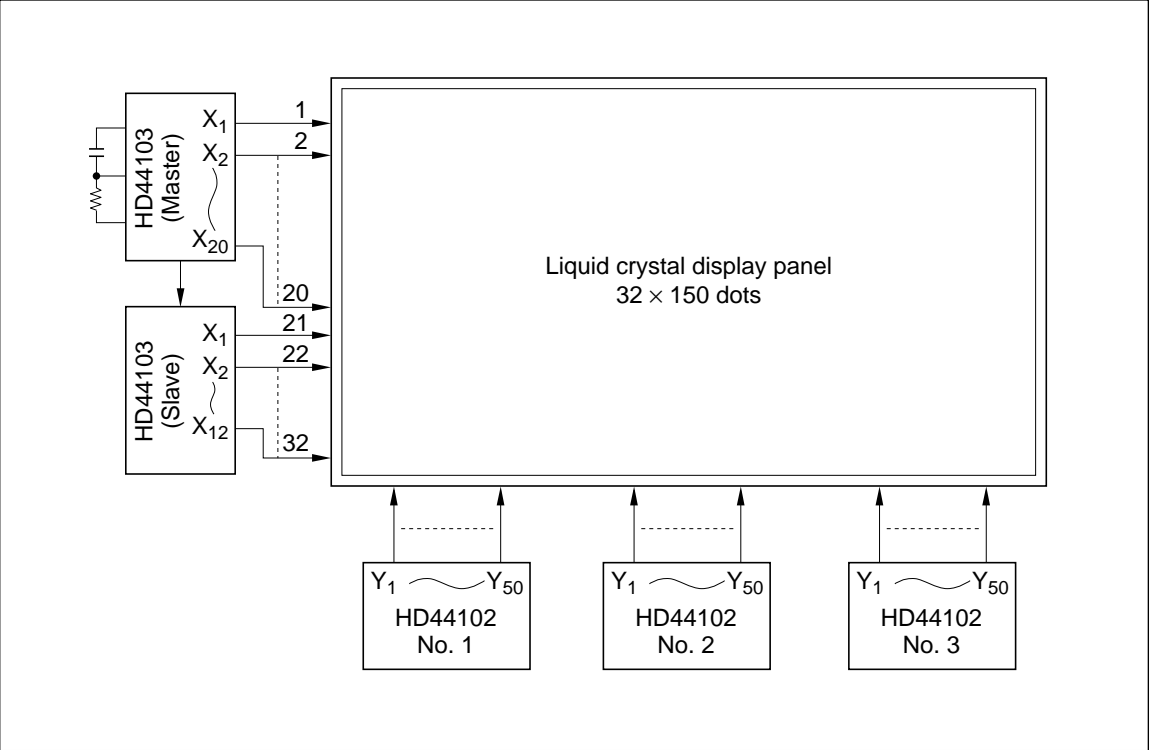 HD44103
(Master)
X1
X2
X20
1
2
20
HD44103
(Slave)
X1
X2
X12
21
22
32
Liquid crystal display panel
32 × 150 dots
Y1 Y50
HD44102
No. 1
Y1 Y50
HD44102
No. 2
Y1 Y50
HD44102
No. 3